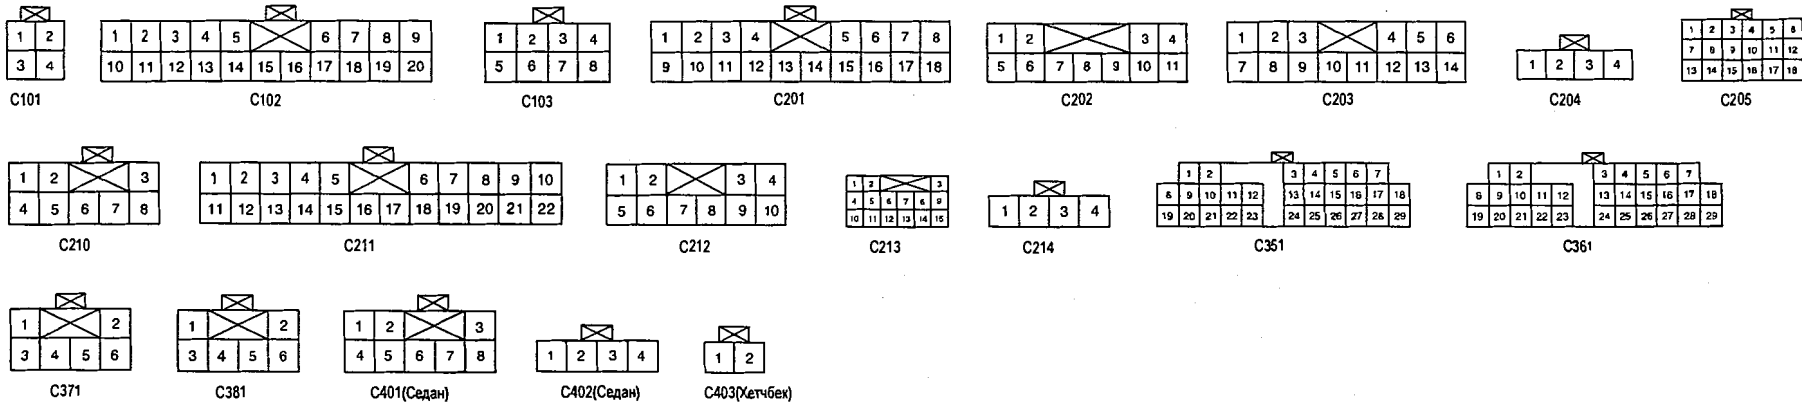 1 2
3 4
C101
1 2 3 4 5 6 7 8 9
10 11 12 13 14 15 16 17 18 19 20
C102
1 2 3 4
5 6 7 8
C103
1 2 3 4 5 6 7 8
9 10 11 12 13 14 15 16 17 18
C201
1 2 3 4
5 6 7 8 9 10 11
C202
1 2 3 4 5 6
7 8 9 10 11 12 13 14
C203
1 2 3 4
C204
1 2 3 4 5 6
7 8 9 10 11 12
13 14 15 16 17 18
C205
1 2 3
4 5 6 7 8
C210
1 2 3 4 5 6 7 8 9 10
11 12 13 14 15 16 17 18 19 20 21 22
C211
1 2 3 4
5 6 7 8 9 10
C212
1 2 3
4 5 6 7 8 9
10 11 12 13 14 15
C213
1 2 3 4
C214
1 2 3 4 5 6 7
8 9 10 11 12 13 14 15 16 17 18
19 20 21 22 23 24 25 26 27 28 29
C351
1 2 3 4 5 6 7
8 9 10 11 12 13 14 15 16 17 18
19 20 21 22 23 24 25 26 27 28 29
C361
1 2
3 4 5 6
C371
1 2
3 4 5 6
C381
1 2 3
4 5 6 7 8
C401(Седан)
1 2 3 4
C402(Седан)
1 2
C403(Хетчбек)